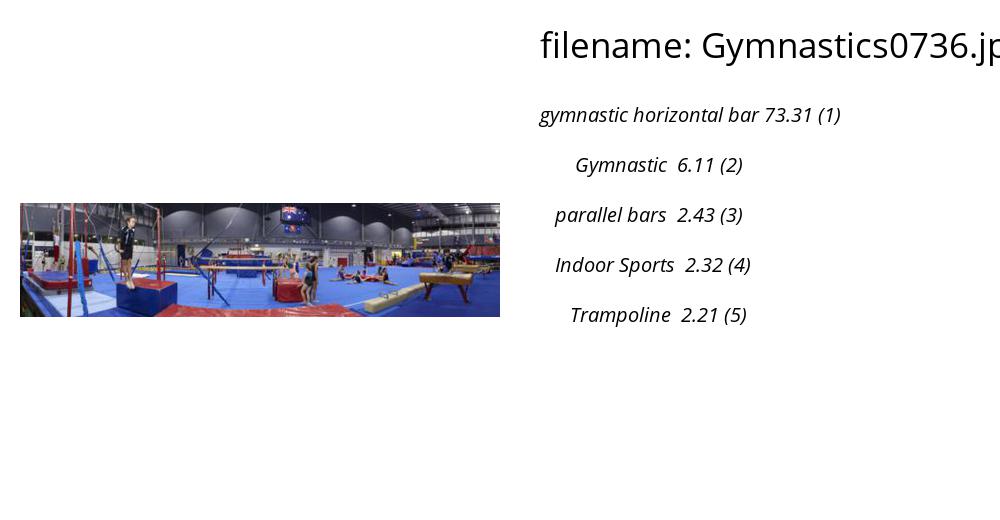 filename: Gymnastics0736.jp
gymnastic horizontal bar 73.31 (1)
Gymnastic 6.11 (2)
parallel bars 2.43 (3)
Indoor Sports 2.32 (4)
Trampoline 2.21 (5)